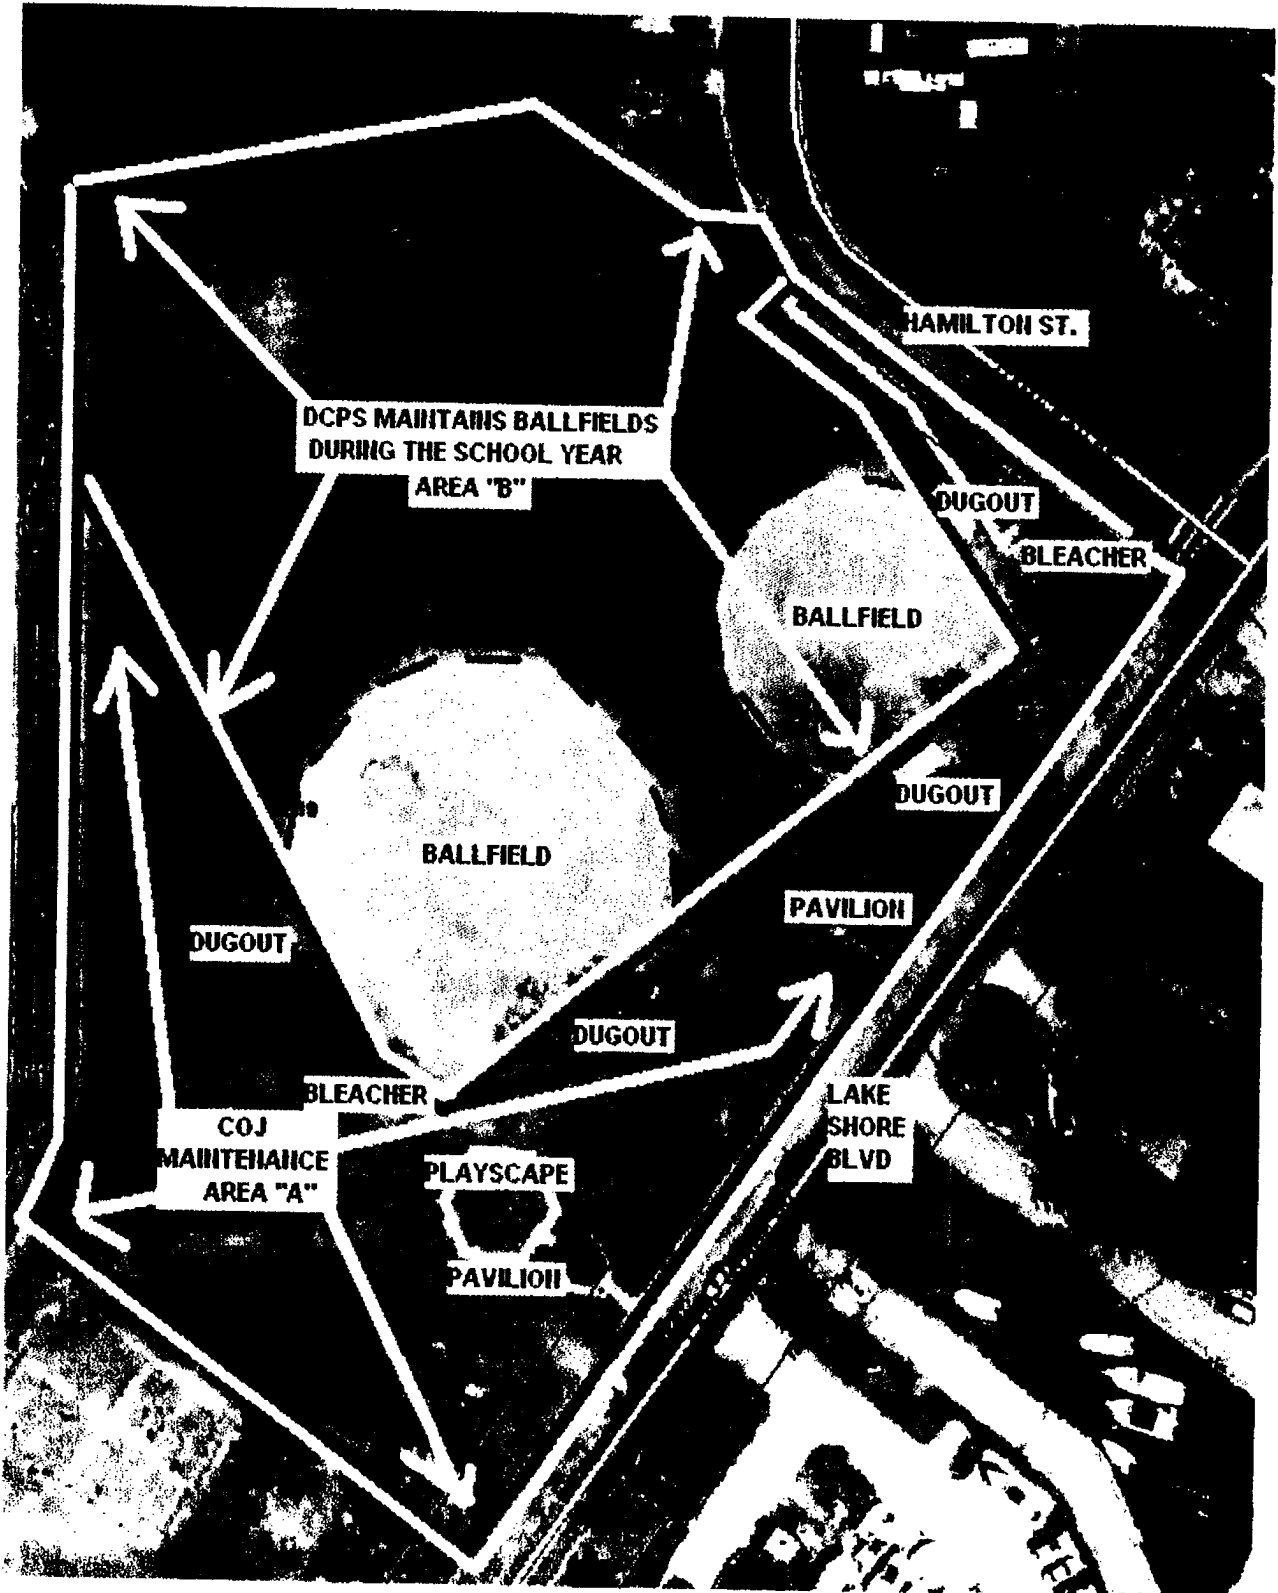 HAMILTON ST.
DCPS MAINTAINS BALLFIELDS
DURING THE SCHOOL YEAR
AREA "B"
DUGOUT
BLEACHER
BALLFIELD
DUGOUT
BALLFIELD
PAVILION
DUGOUT
DUGOUT
BLEACHER
LAKE
SHORE
BLVD
COJ
MAINTENANCE
AREA "A"
PLAYSCAPE
PAVILION